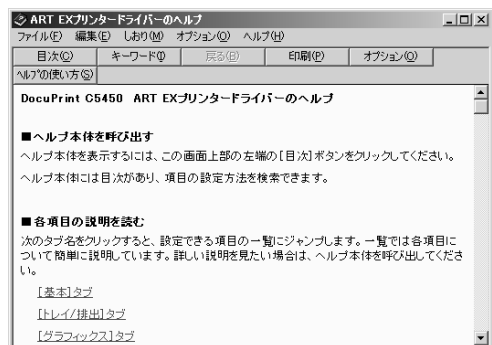 ART EXプリンタードライバーのヘルプ
ファイル(F) 編集(E) しおり(M) オプション(O) ヘルプ(H)
目次(C) キーワード(I) 戻る(B) 印刷(P) オプション(O)
ヘルプの使い方(S)
DocuPrint C5450 ART EXプリンタードライバーのヘルプ
■ヘルプ本体を呼び出す
ヘルプ本体を表示するには、この画面上部の左端の[目次]ボタンをクリックしてください。
ヘルプ本体には目次があり、項目の設定方法を検索できます。
■各項目の説明を読む
次のタブ名をクリックすると、設定できる項目の一覧にジャンプします。一覧では各項目に
ついて簡単に説明しています。詳しい説明を見たい場合は、ヘルプ本体を呼び出してくださ
い。
[基本]タブ
[トレイ/排出]タブ
[グラフィックス]タブ